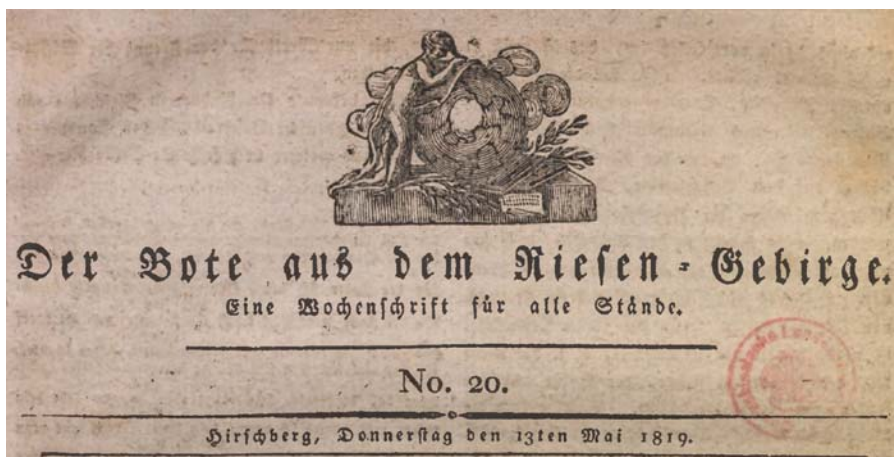 Der Bote aus dem Riesen-Gebirge.
Eine Wochenschrift für alle Stände.
No. 20.
Hirschberg, Donnerstag den 13ten Mai 1819.